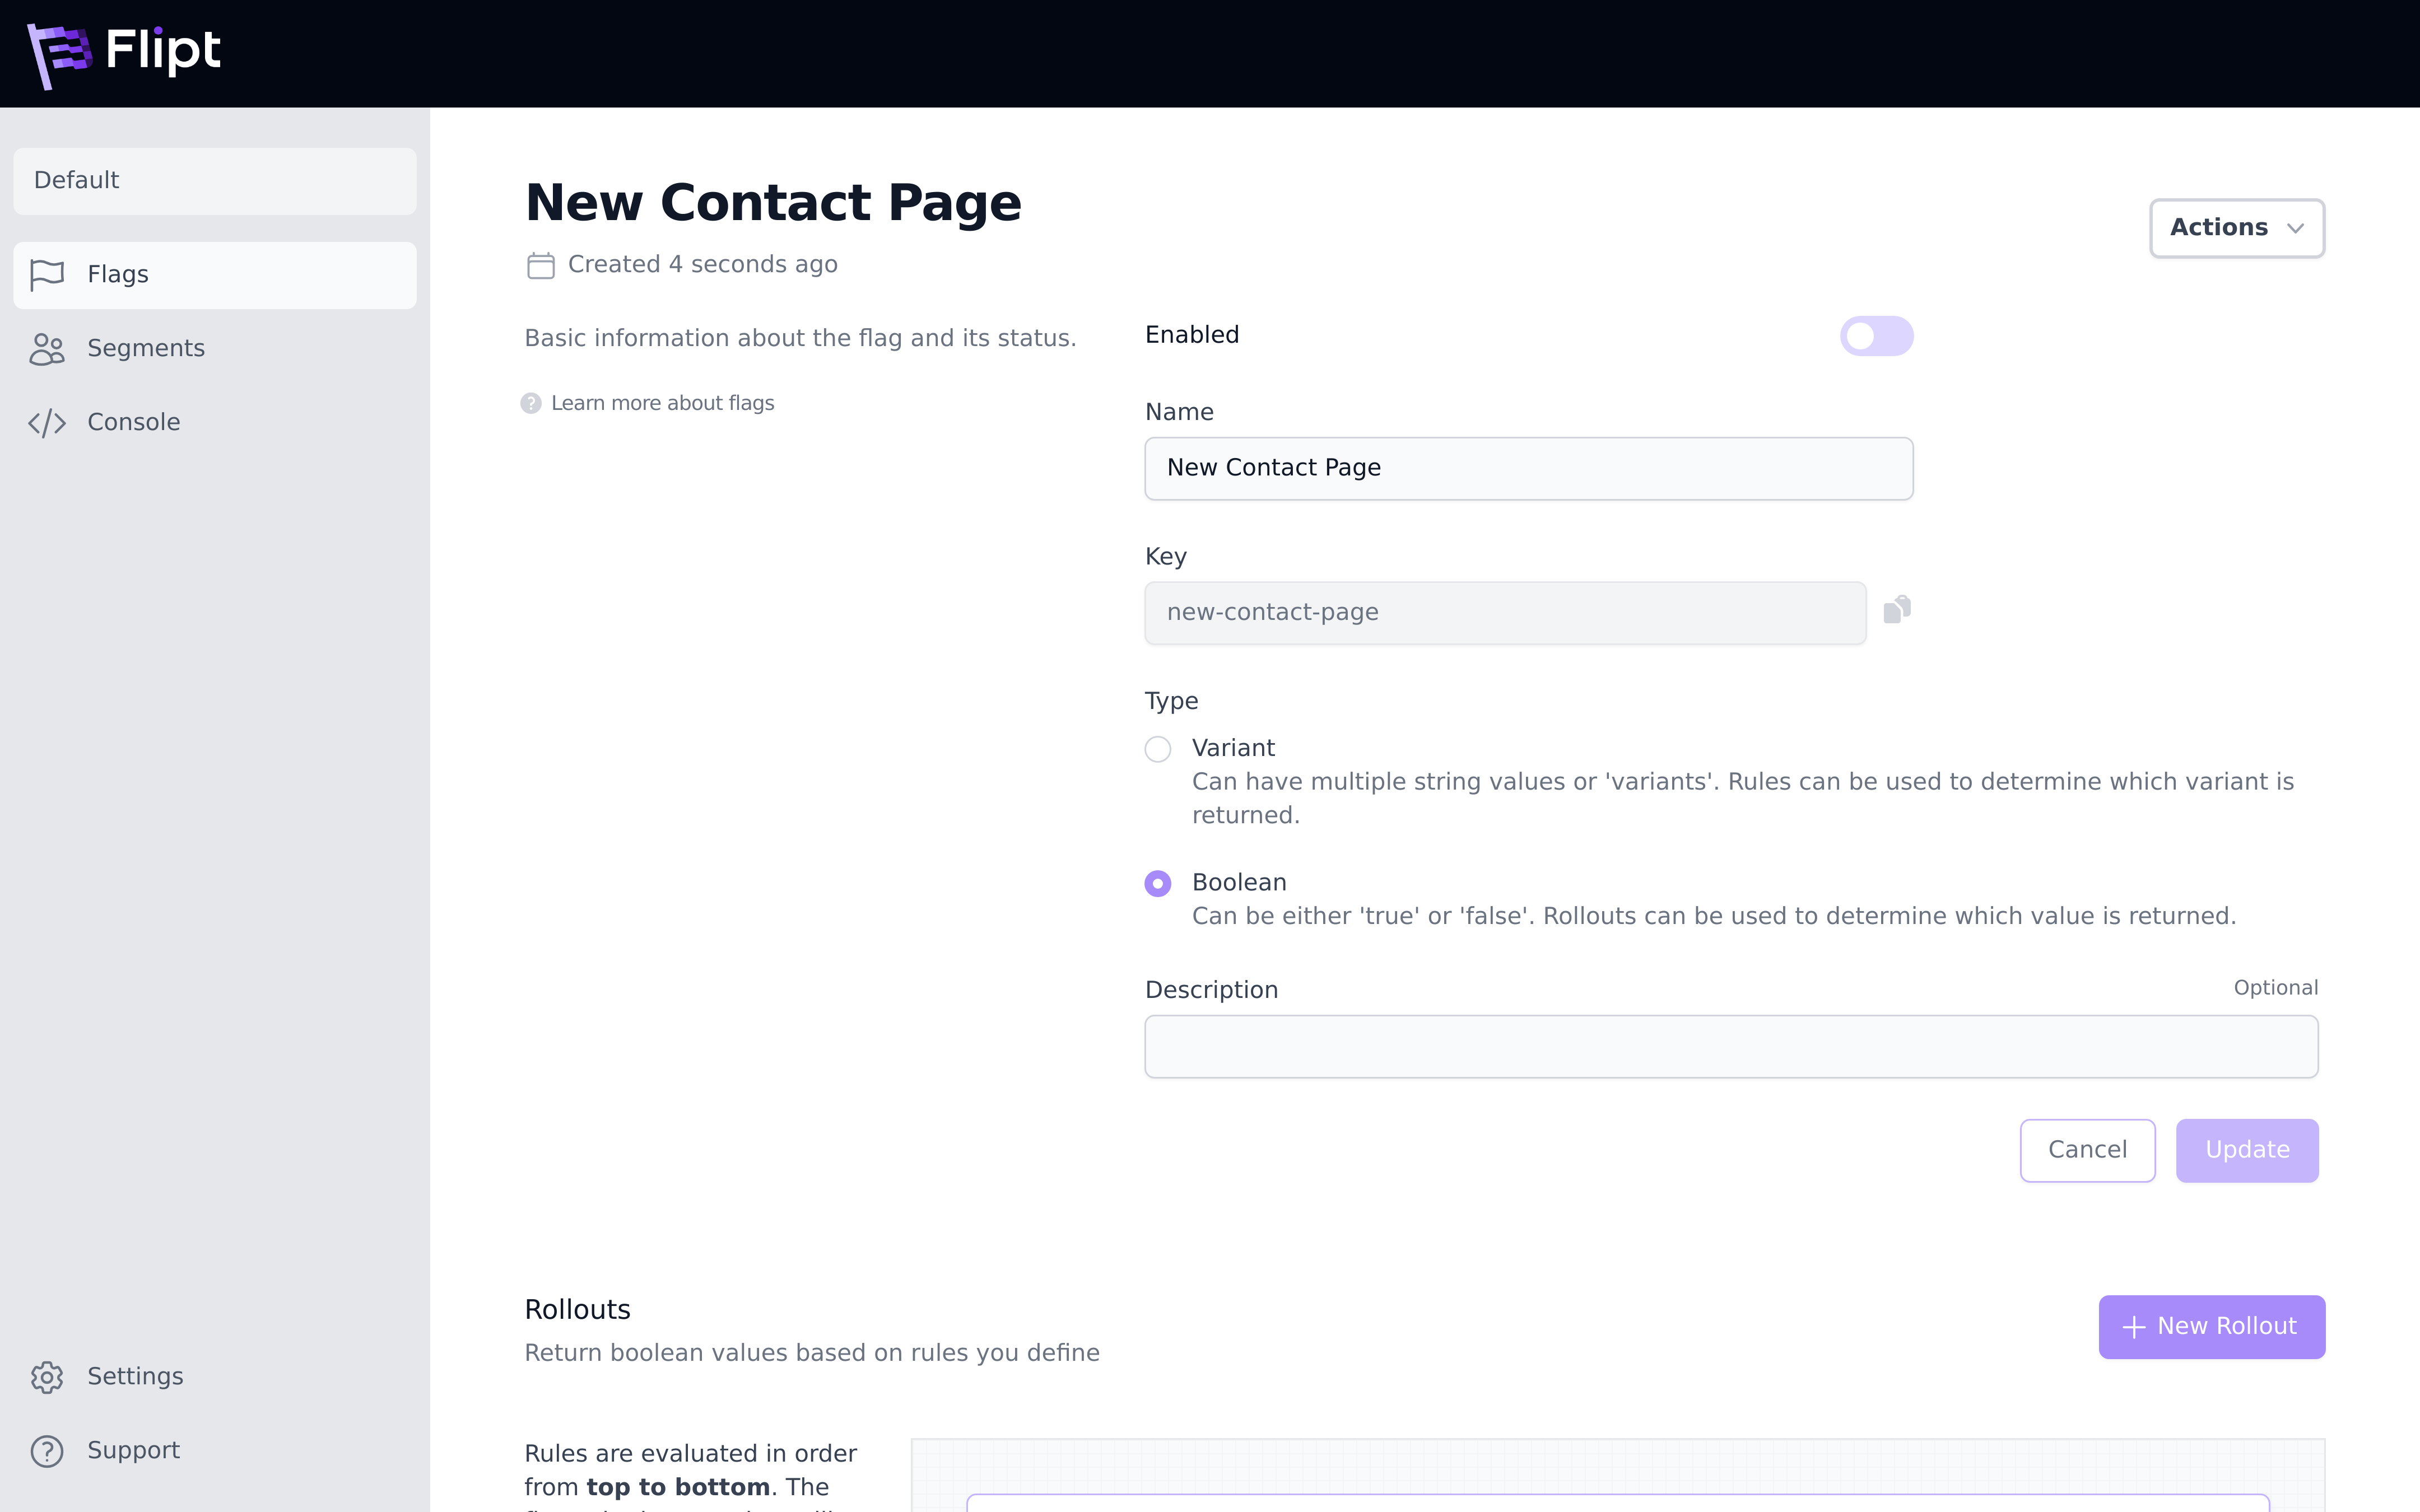 Flipt
Default
Flags
Segments
Console
Settings
Support
New Contact Page
Created 4 seconds ago
Actions
Basic information about the flag and its status.
Learn more about flags
Enabled
Name
New Contact Page
Key
new-contact-page
Type
Variant
Can have multiple string values or 'variants'. Rules can be used to determine which variant is
returned.
Boolean
Can be either 'true' or 'false'. Rollouts can be used to determine which value is returned.
Description
Optional
Cancel
Update
Rollouts
Return boolean values based on rules you define
New Rollout
Rules are evaluated in order
from top to bottom. The